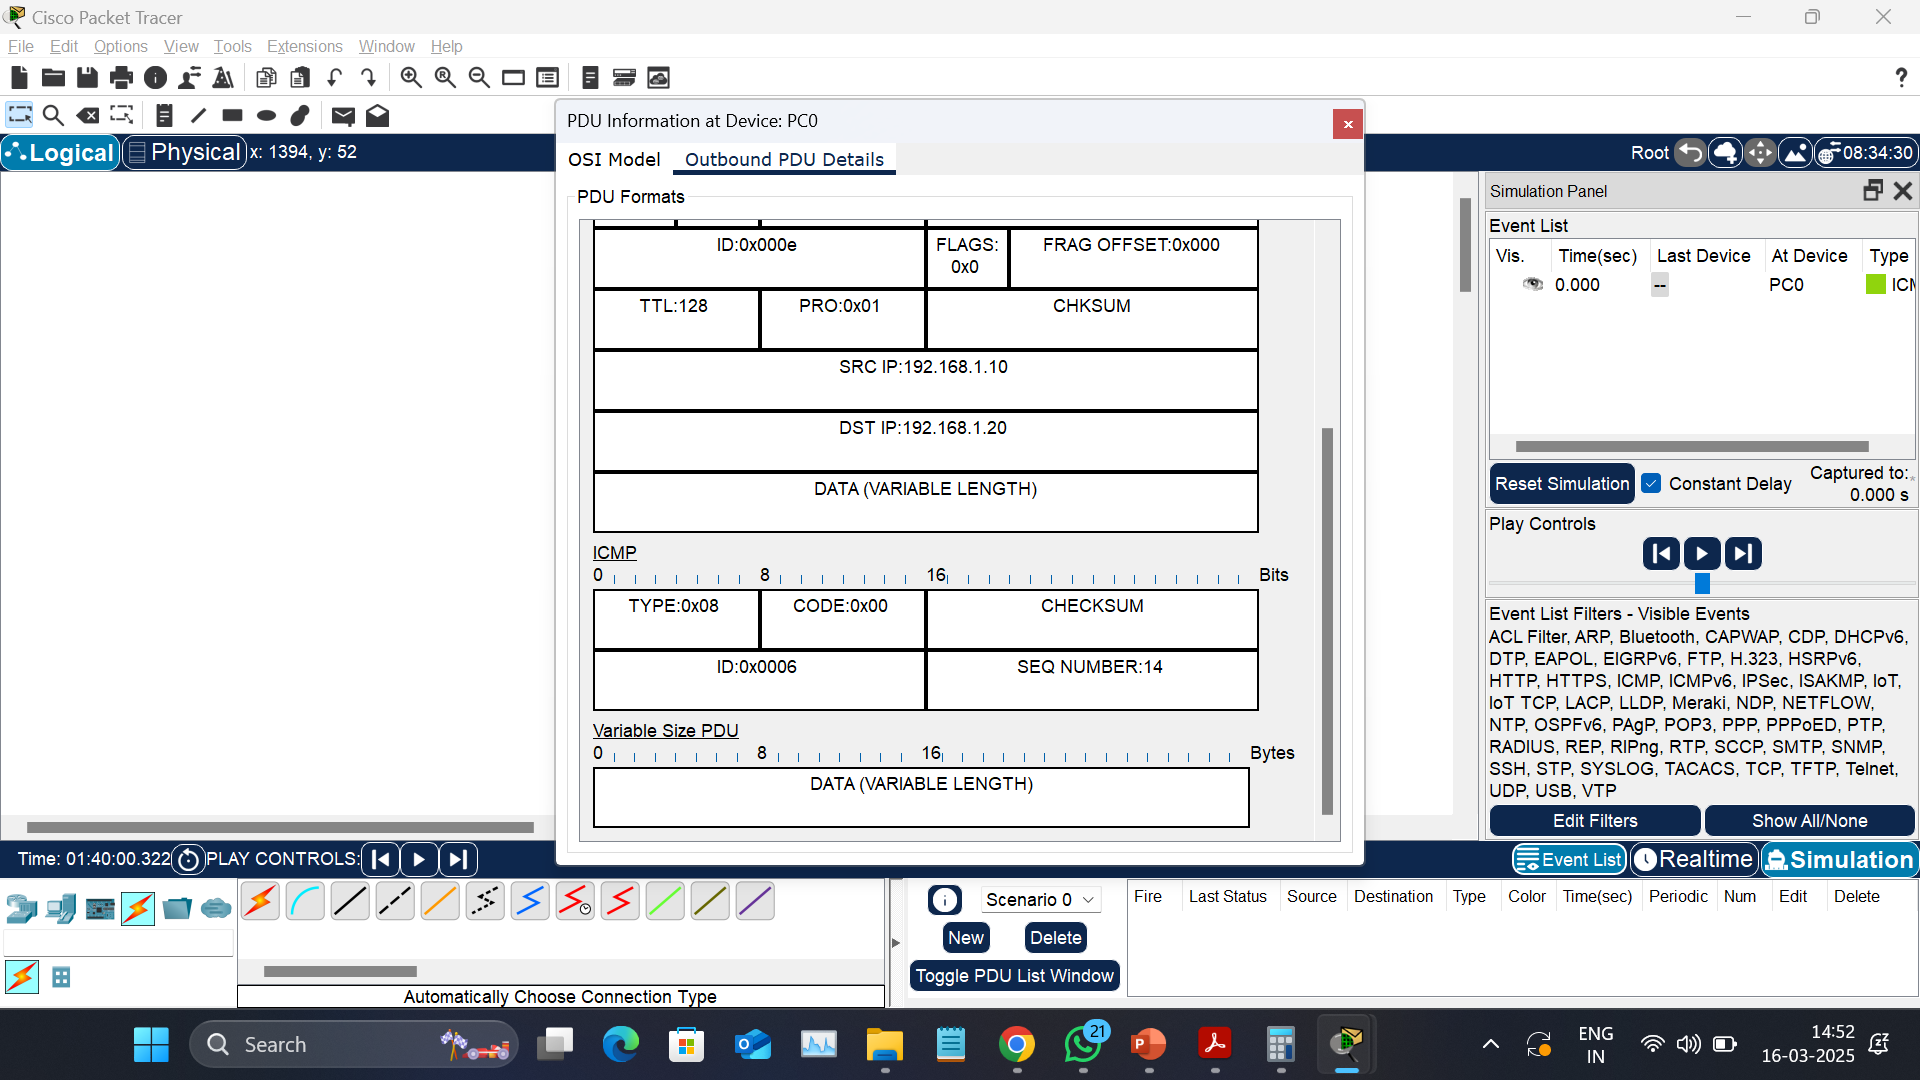 Cisco Packet Tracer
File Edit Options View Tools Extensions Window Help
Logical Physical x: 1394, y: 52
Root 08:34:30
PDU Information at Device: PC0
OSI Model Outbound PDU Details
PDU Formats
ID:0x000e FLAGS: 0x0 FRAG OFFSET:0x000
TTL:128 PRO:0x01 CHKSUM
SRC IP:192.168.1.10
DST IP:192.168.1.20
DATA (VARIABLE LENGTH)
ICMP
0 8 16 Bits
TYPE:0x08 CODE:0x00 CHECKSUM
ID:0x0006 SEQ NUMBER:14
Variable Size PDU
0 8 16 Bytes
DATA (VARIABLE LENGTH)
Simulation Panel
Event List
Vis. Time(sec) Last Device At Device Type
0.000 -- PC0 ICM
Reset Simulation Constant Delay Captured to:
0.000 s
Play Controls
Event List Filters - Visible Events
ACL Filter, ARP, Bluetooth, CAPWAP, CDP, DHCPv6,
DTP, EAPOL, EIGRPv6, FTP, H.323, HSRPv6,
HTTP, HTTPS, ICMP, ICMPv6, IPSec, ISAKMP, IoT,
IoT TCP, LACP, LLDP, Meraki, NDP, NETFLOW,
NTP, OSPFv6, PAgP, POP3, PPP, PPPoED, PTP,
RADIUS, REP, RIPng, RTP, SCCP, SMTP, SNMP,
SSH, STP, SYSLOG, TACACS, TCP, TFTP, Telnet,
UDP, USB, VTP
Edit Filters Show All/None
Time: 01:40:00.322 PLAY CONTROLS:
Event List Realtime Simulation
Scenario 0
New Delete
Toggle PDU List Window
Fire Last Status Source Destination Type Color Time(sec) Periodic Num Edit Delete
Automatically Choose Connection Type
Search
21
ENG
IN
14:52
16-03-2025